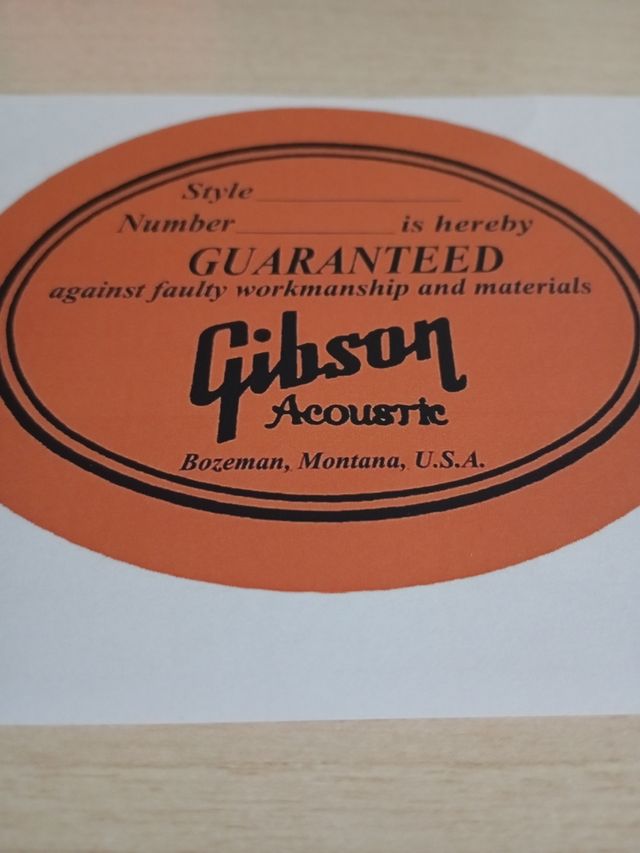 Style
Number is hereby
GUARANTEED
against faulty workmanship and materials
Gibson
Acoustic
Bozeman, Montana, U.S.A.